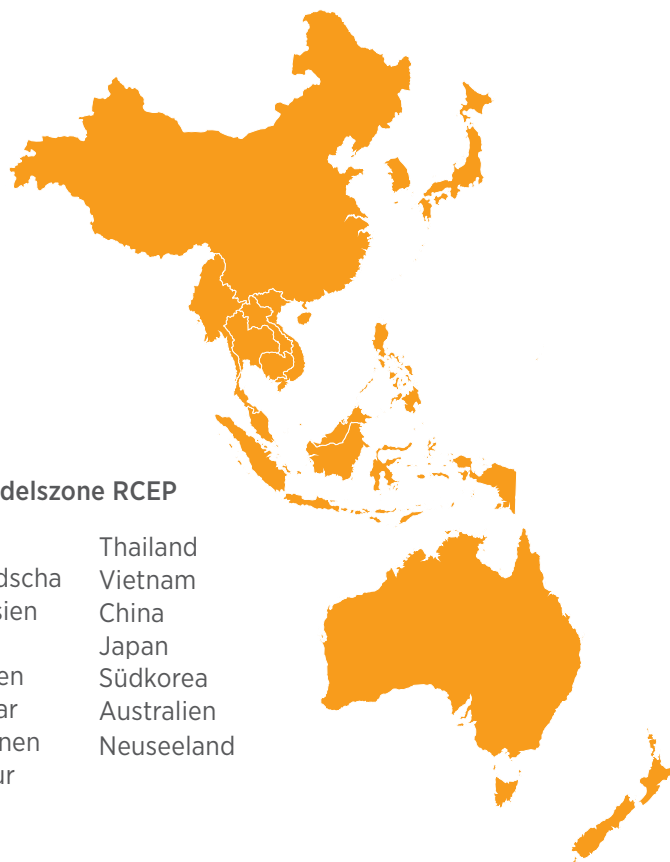 delszone RCEP
dscha
sien
en
ar
nen
ur
Thailand
Vietnam
China
Japan
Südkorea
Australien
Neuseeland